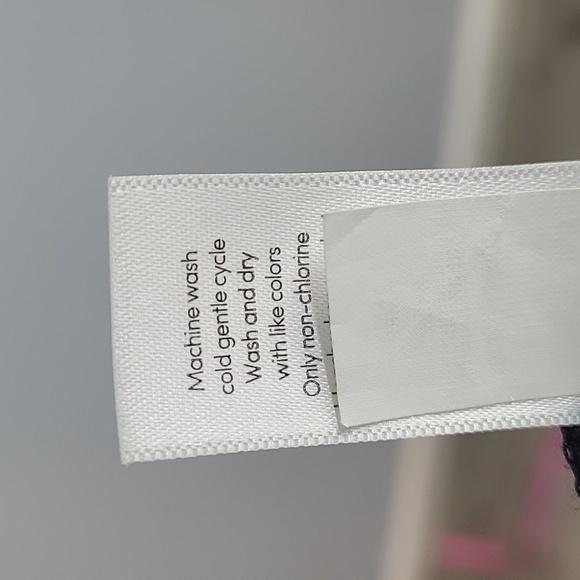 Machine wash
cold gentle cycle
Wash and dry
with like colors
Only non-chlorine